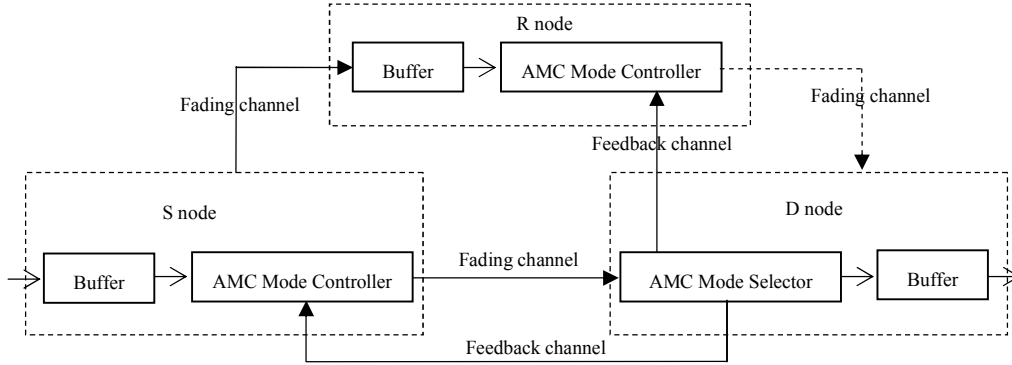 R node
Buffer
AMC Mode Controller
Fading channel
Fading channel
Feedback channel
S node
D node
Buffer
AMC Mode Controller
Fading channel
AMC Mode Selector
Buffer
Feedback channel